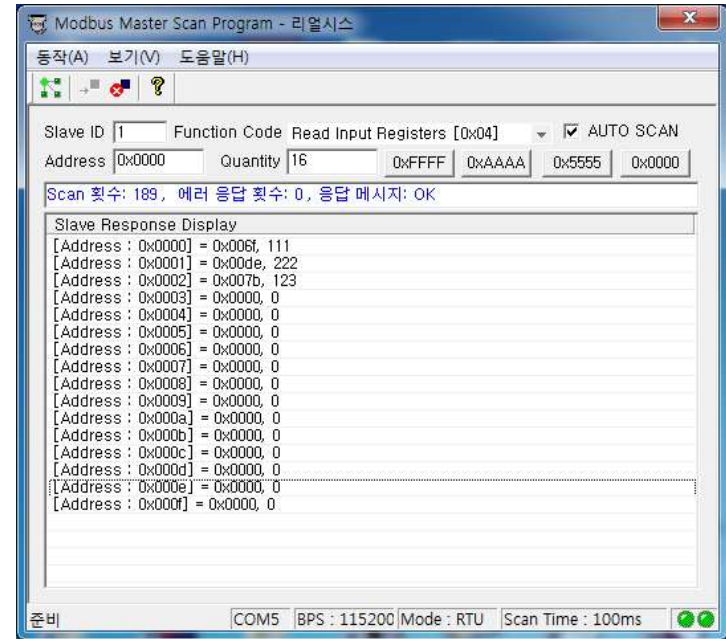 Modbus Master Scan Program - 리얼시스
동작(A) 보기(V) 도움말(H)
Slave ID 1 Function Code Read Input Registers [0x04] AUTO SCAN
Address 0x0000 Quantity 16 0xFFFF 0xAAAA 0x5555 0x0000
Scan 횟수: 189, 에러 응답 횟수: 0, 응답 메시지: OK
Slave Response Display
[Address : 0x0000] = 0x006f, 111
[Address : 0x0001] = 0x00de, 222
[Address : 0x0002] = 0x007b, 123
[Address : 0x0003] = 0x0000, 0
[Address : 0x0004] = 0x0000, 0
[Address : 0x0005] = 0x0000, 0
[Address : 0x0006] = 0x0000, 0
[Address : 0x0007] = 0x0000, 0
[Address : 0x0008] = 0x0000, 0
[Address : 0x0009] = 0x0000, 0
[Address : 0x000a] = 0x0000, 0
[Address : 0x000b] = 0x0000, 0
[Address : 0x000c] = 0x0000, 0
[Address : 0x000d] = 0x0000, 0
[Address : 0x000e] = 0x0000, 0
[Address : 0x000f] = 0x0000, 0
준비 COM5 BPS : 115200 Mode : RTU Scan Time : 100ms